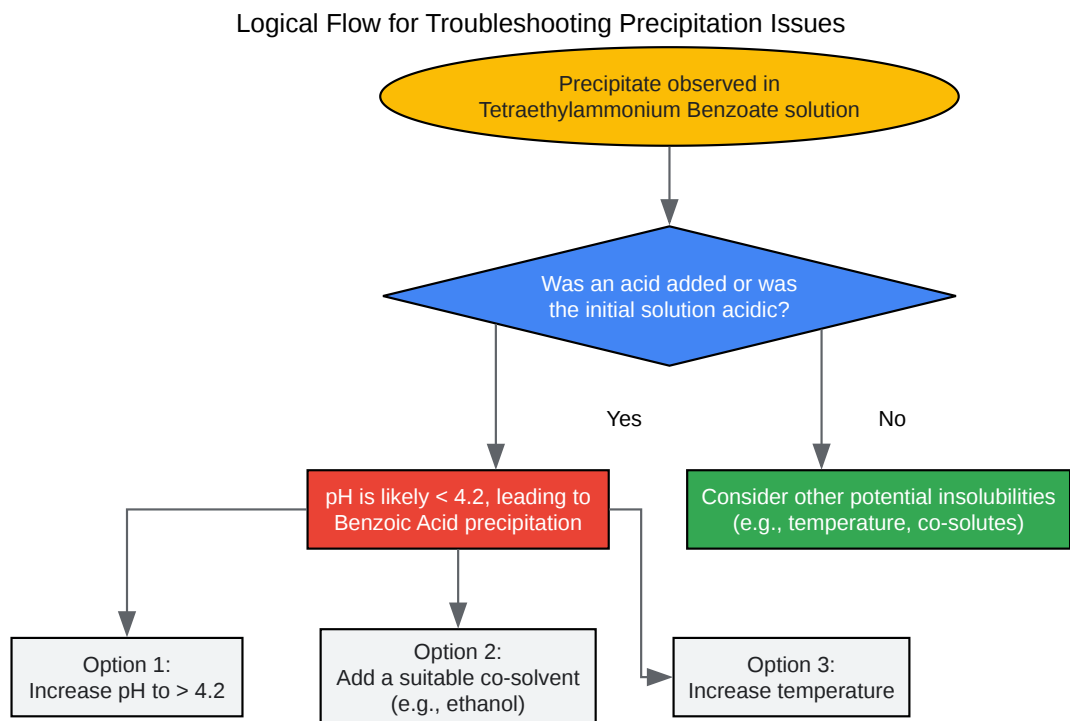 Logical Flow for Troubleshooting Precipitation Issues
Precipitate observed in
Tetraethylammonium Benzoate solution
Was an acid added or was
the initial solution acidic?
Yes
No
pH is likely < 4.2, leading to
Benzoic Acid precipitation
Consider other potential insolubilities
(e.g., temperature, co-solutes)
Option 1:
Increase pH to > 4.2
Option 2:
Add a suitable co-solvent
(e.g., ethanol)
Option 3:
Increase temperature